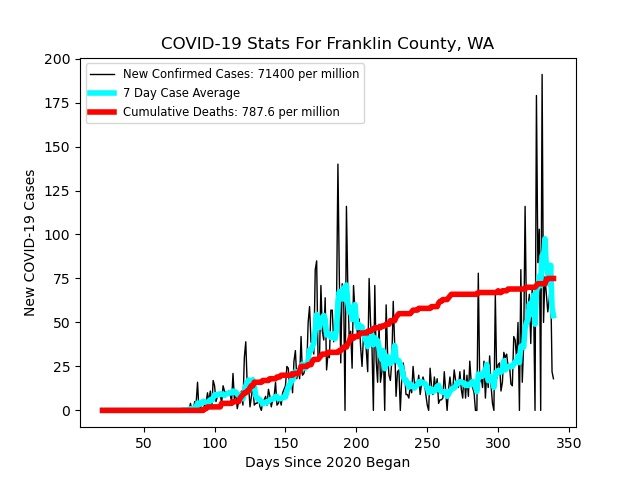 COVID-19 Stats For Franklin County, WA
New Confirmed Cases: 71400 per million
7 Day Case Average
Cumulative Deaths: 787.6 per million
New COVID-19 Cases
200
175
150
125
100
75
50
25
0
50 100 150 200 250 300 350
Days Since 2020 Began